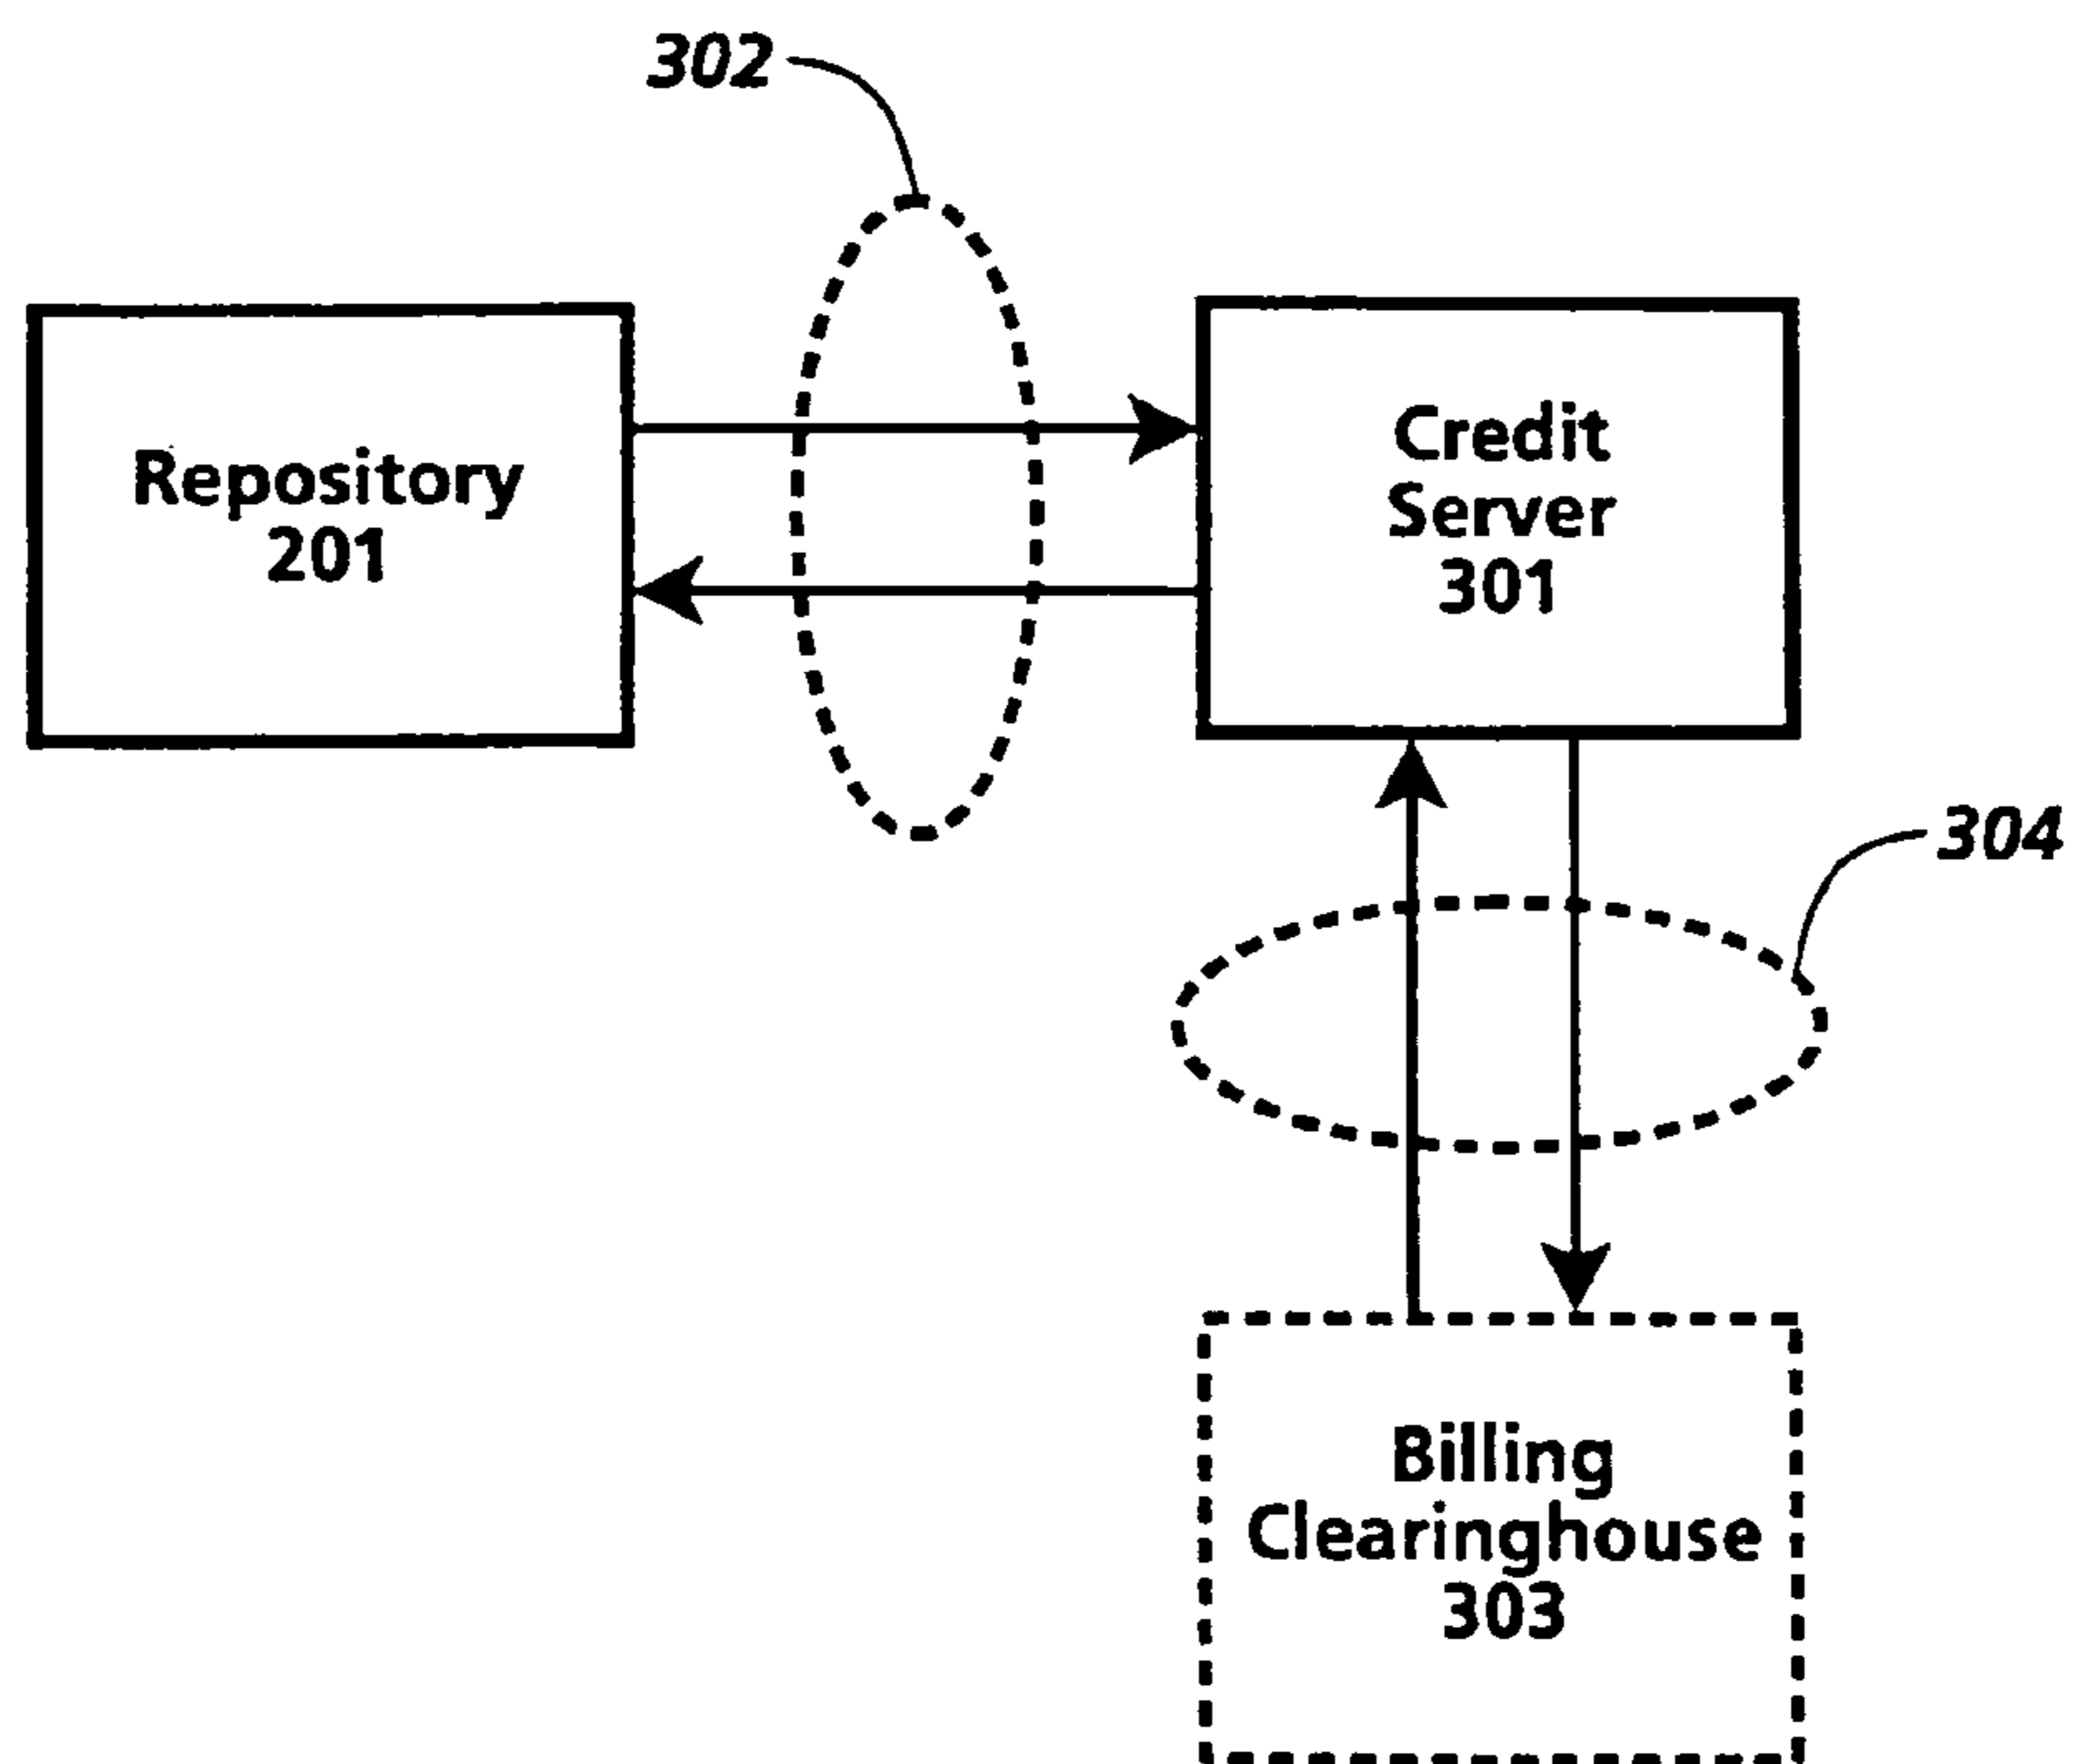 302
Repository
201
Credit
Server
301
304
Billing
Clearinghouse
303